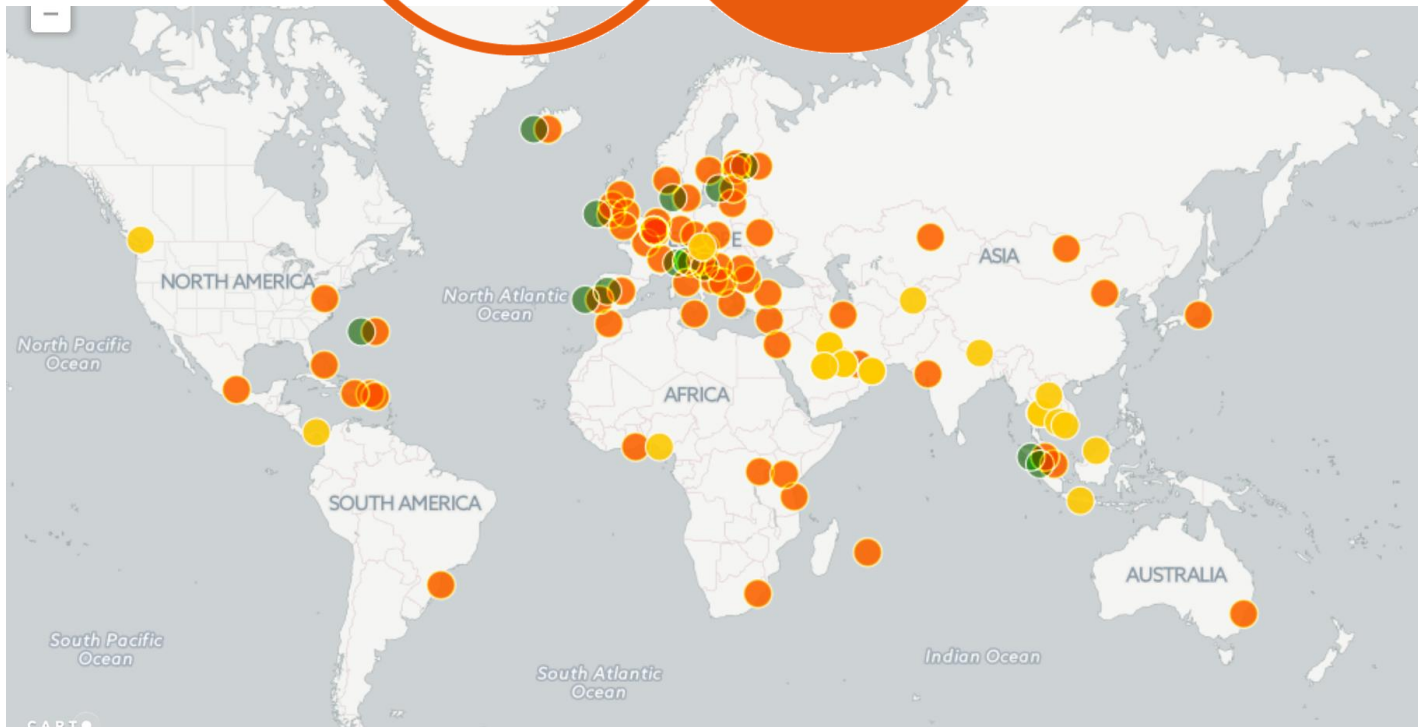 −
NORTH AMERICA
ASIA
North Atlantic
Ocean
North Pacific
Ocean
AFRICA
SOUTH AMERICA
AUSTRALIA
South Pacific
Ocean
South Atlantic
Ocean
Indian Ocean